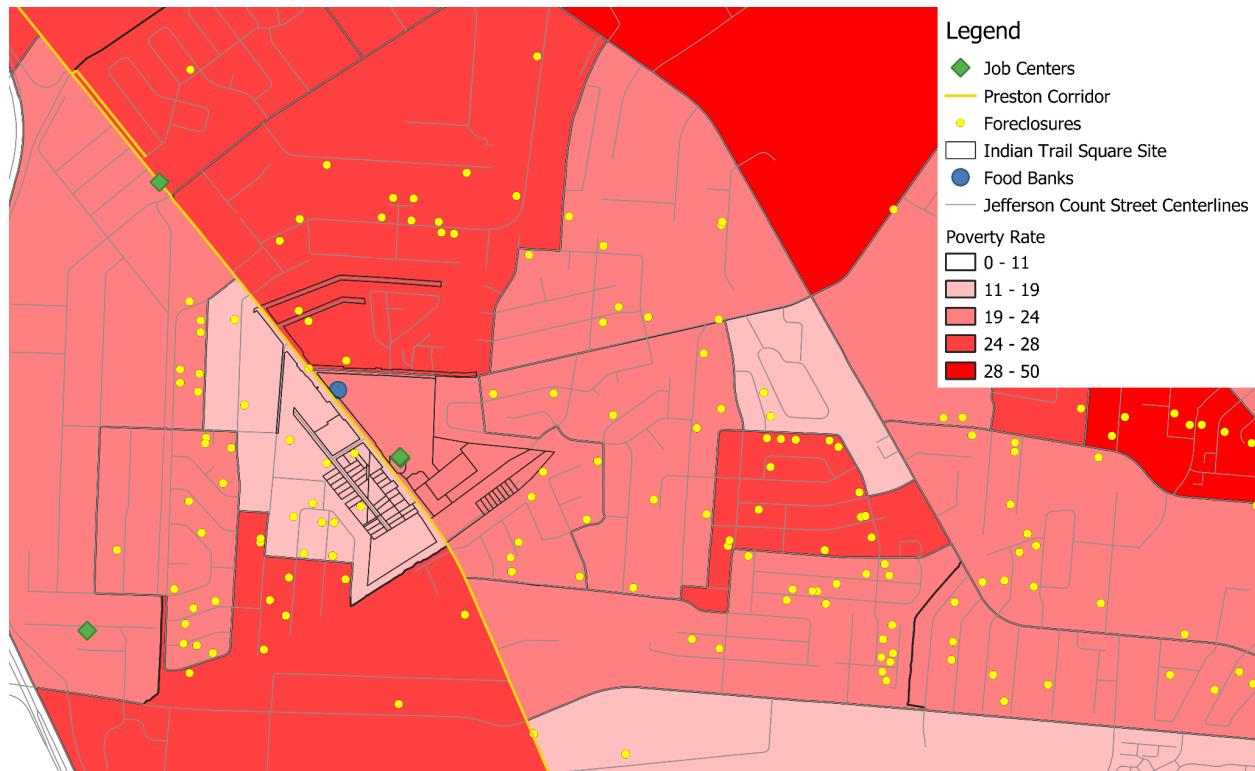 Legend
Job Centers
Preston Corridor
Foreclosures
Indian Trail Square Site
Food Banks
Jefferson Count Street Centerlines
Poverty Rate
0 - 11
11 - 19
19 - 24
24 - 28
28 - 50